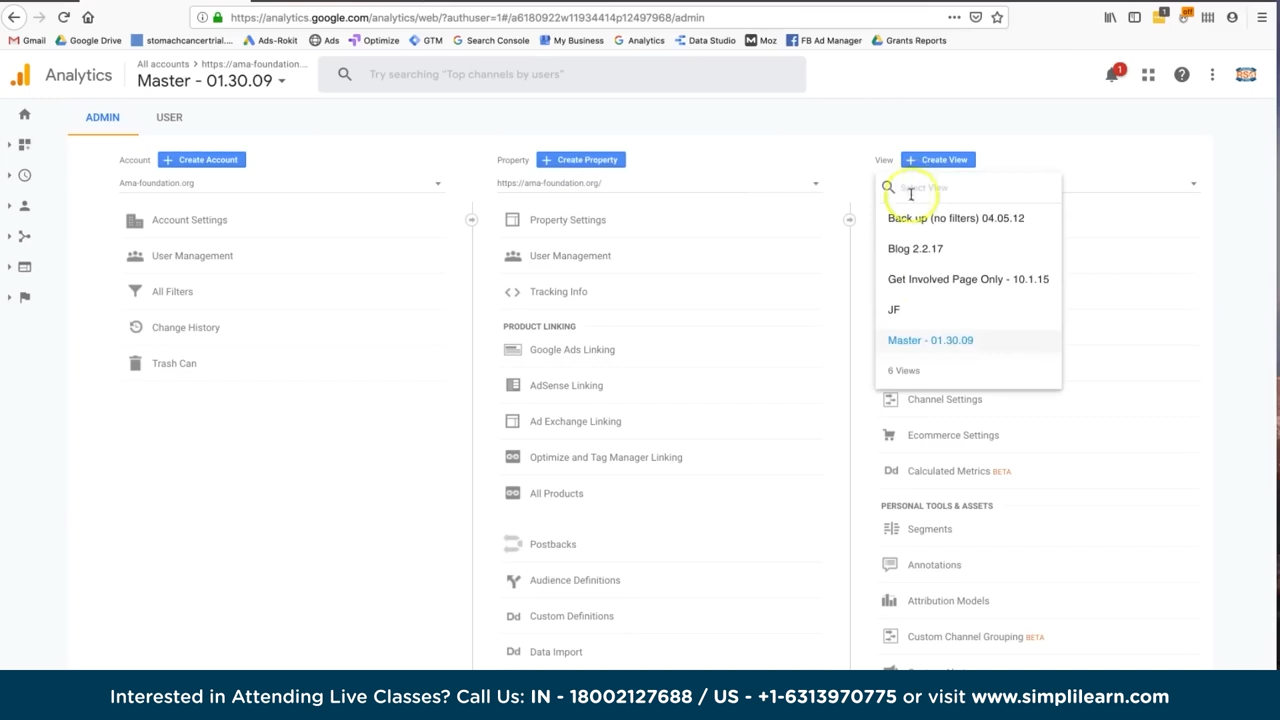 https://analytics.google.com/analytics/web/?authuser=1#/a6180922w11934414p12497968/admin
Gmail Google Drive stomachcancertrial.... Ads-Rokit Ads Optimize GTM Search Console My Business Analytics Data Studio Moz FB Ad Manager Grants Reports
Analytics
All accounts > https://ama-foundation....
Master - 01.30.09
Try searching "Top channels by users"
1
ADMIN USER
Account + Create Account
Ama-foundation.org
Account Settings
User Management
All Filters
Change History
Trash Can
Property + Create Property
https://ama-foundation.org/
Property Settings
User Management
Tracking Info
PRODUCT LINKING
Google Ads Linking
AdSense Linking
Ad Exchange Linking
Optimize and Tag Manager Linking
All Products
Postbacks
Audience Definitions
Dd Custom Definitions
Dd Data Import
View + Create View
Select View
Back up (no filters) 04.05.12
Blog 2.2.17
Get Involved Page Only - 10.1.15
JF
Master - 01.30.09
6 Views
Channel Settings
Ecommerce Settings
Dd Calculated Metrics BETA
PERSONAL TOOLS & ASSETS
Segments
Annotations
Attribution Models
Custom Channel Grouping BETA
Interested in Attending Live Classes? Call Us: IN - 18002127688 / US - +1-6313970775 or visit www.simplilearn.com